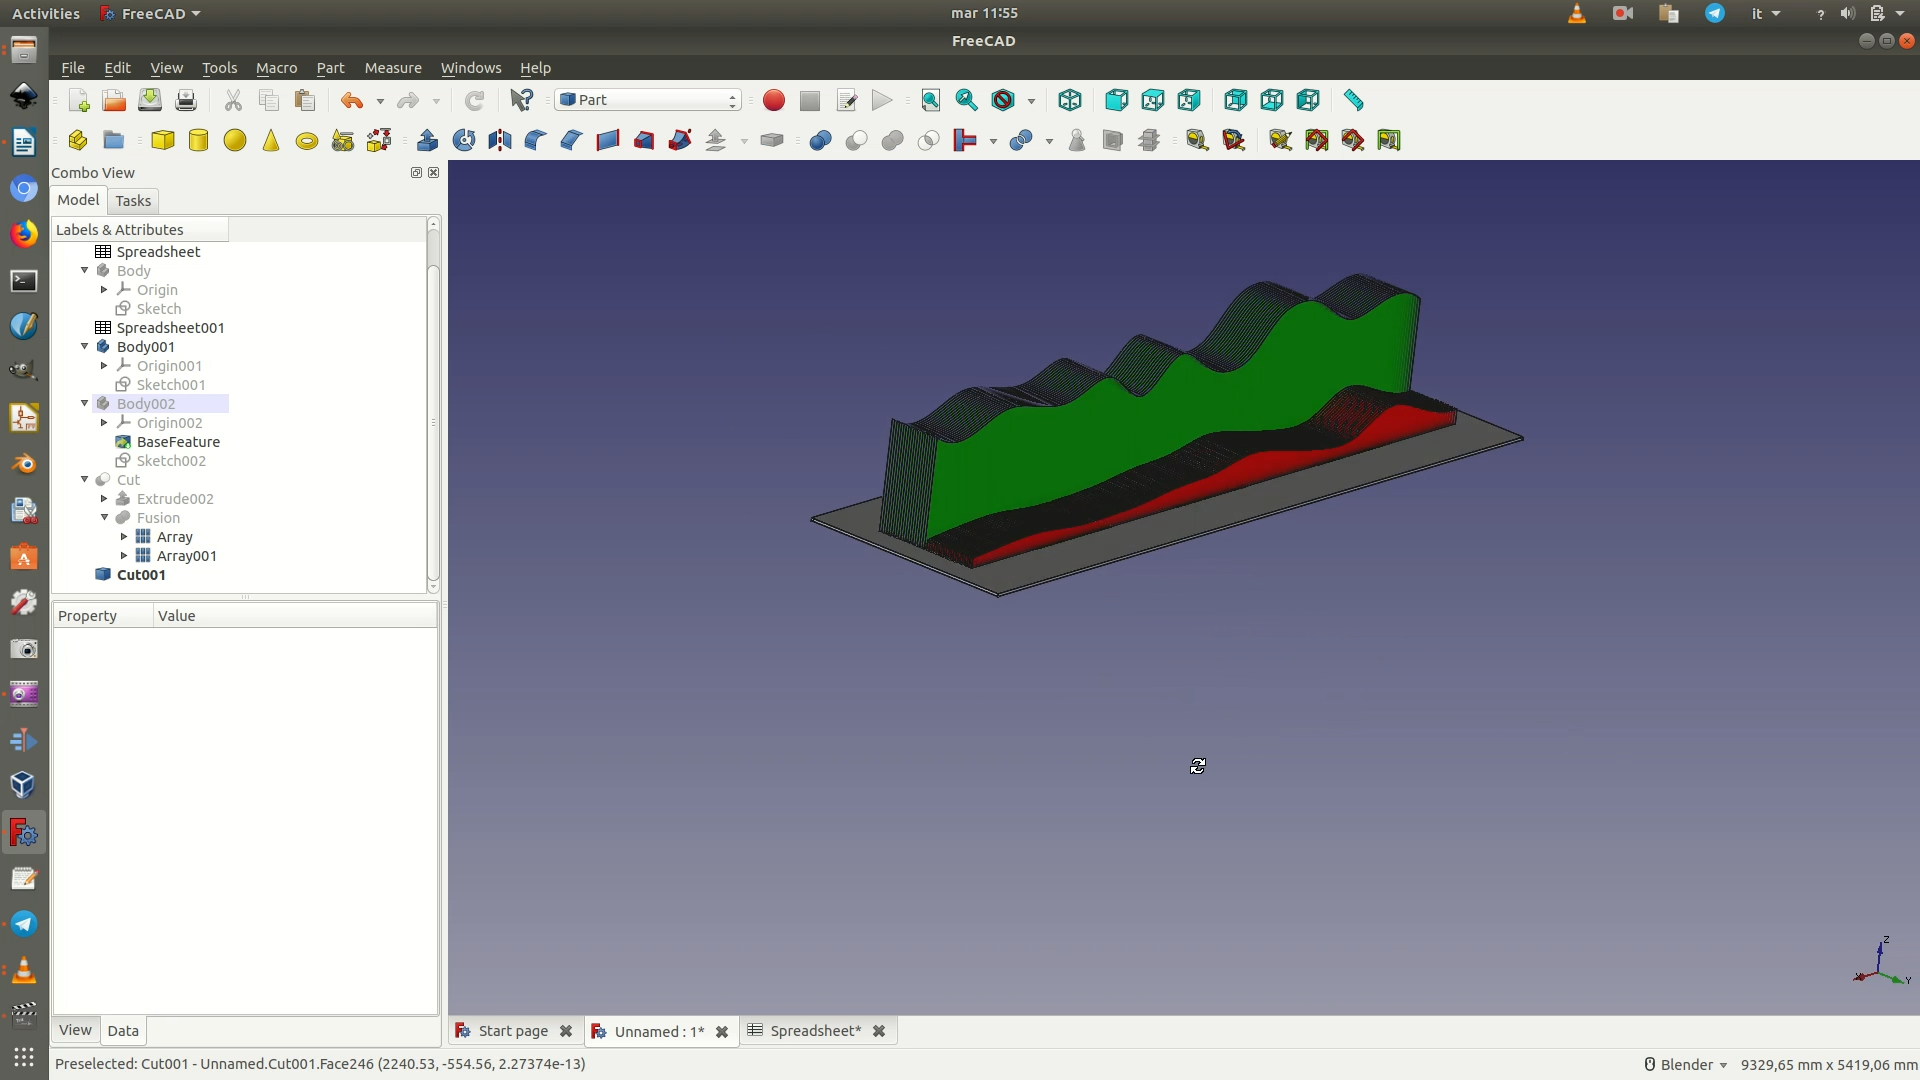 Activities FreeCAD mar 11:55 it ?
FreeCAD
File Edit View Tools Macro Part Measure Windows Help
Part
Combo View
Model Tasks
Labels & Attributes
Spreadsheet
Body
Origin
Sketch
Spreadsheet001
Body001
Origin001
Sketch001
Body002
Origin002
BaseFeature
Sketch002
Cut
Extrude002
Fusion
Array
Array001
Cut001
Property Value
Z
Y
View Data
Start page Unnamed : 1* Spreadsheet*
Preselected: Cut001 - Unnamed.Cut001.Face246 (2240.53, -554.56, 2.27374e-13) Blender 9329,65 mm x 5419,06 mm